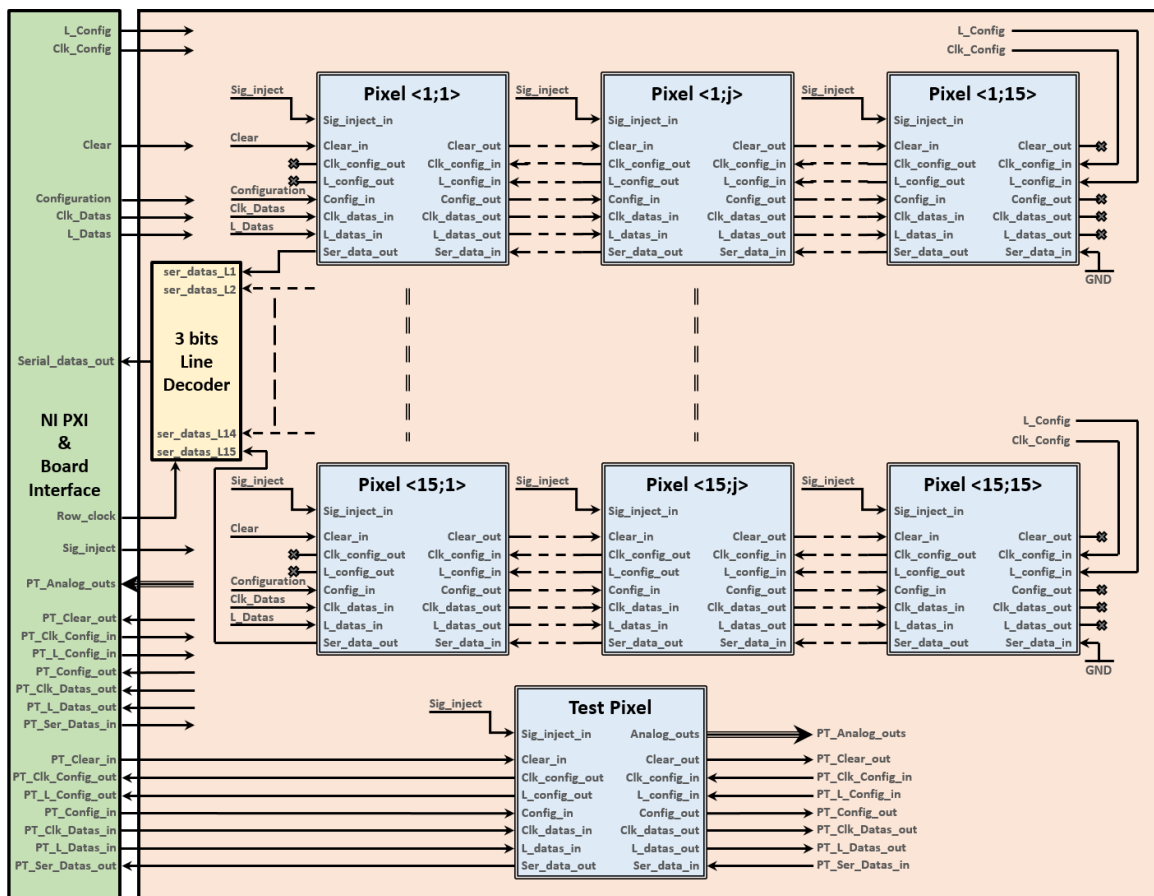 L_Config
Clk_Config
Clear
Configuration
Clk_Datas
L_Datas
Serial_datas_out
NI PXI
&
Board
Interface
Row_clock
Sig_inject
PT_Analog_outs
PT_Clear_out
PT_Clk_Config_in
PT_L_Config_in
PT_Config_out
PT_Clk_Datas_out
PT_L_Datas_out
PT_Ser_Datas_in
PT_Clear_in
PT_Clk_Config_out
PT_L_Config_out
PT_Config_in
PT_Clk_Datas_in
PT_L_Datas_in
PT_Ser_Datas_out
ser_datas_L1
ser_datas_L2
3 bits
Line
Decoder
ser_datas_L14
ser_datas_L15
Sig_inject
Clear
Configuration
Clk_Datas
L_Datas
Pixel <1;1>
Sig_inject_in
Clear_in Clear_out
Clk_config_out Clk_config_in
L_config_out L_config_in
Config_in Config_out
Clk_datas_in Clk_datas_out
L_datas_in L_datas_out
Ser_data_out Ser_data_in
Sig_inject
Pixel <1;j>
Sig_inject_in
Clear_in Clear_out
Clk_config_out Clk_config_in
L_config_out L_config_in
Config_in Config_out
Clk_datas_in Clk_datas_out
L_datas_in L_datas_out
Ser_data_out Ser_data_in
Sig_inject
L_Config
Clk_Config
Pixel <1;15>
Sig_inject_in
Clear_in Clear_out
Clk_config_out Clk_config_in
L_config_out L_config_in
Config_in Config_out
Clk_datas_in Clk_datas_out
L_datas_in L_datas_out
Ser_data_out Ser_data_in
GND
Sig_inject
Clear
Configuration
Clk_Datas
L_Datas
Pixel <15;1>
Sig_inject_in
Clear_in Clear_out
Clk_config_out Clk_config_in
L_config_out L_config_in
Config_in Config_out
Clk_datas_in Clk_datas_out
L_datas_in L_datas_out
Ser_data_out Ser_data_in
Sig_inject
Pixel <15;j>
Sig_inject_in
Clear_in Clear_out
Clk_config_out Clk_config_in
L_config_out L_config_in
Config_in Config_out
Clk_datas_in Clk_datas_out
L_datas_in L_datas_out
Ser_data_out Ser_data_in
Sig_inject
L_Config
Clk_Config
Pixel <15;15>
Sig_inject_in
Clear_in Clear_out
Clk_config_out Clk_config_in
L_config_out L_config_in
Config_in Config_out
Clk_datas_in Clk_datas_out
L_datas_in L_datas_out
Ser_data_out Ser_data_in
GND
Sig_inject
Test Pixel
Sig_inject_in Analog_outs
Clear_in Clear_out
Clk_config_out Clk_config_in
L_config_out L_config_in
Config_in Config_out
Clk_datas_in Clk_datas_out
L_datas_in L_datas_out
Ser_data_out Ser_data_in
PT_Analog_outs
PT_Clear_out
PT_Clk_Config_in
PT_L_Config_in
PT_Config_out
PT_Clk_Datas_out
PT_L_Datas_out
PT_Ser_Datas_in